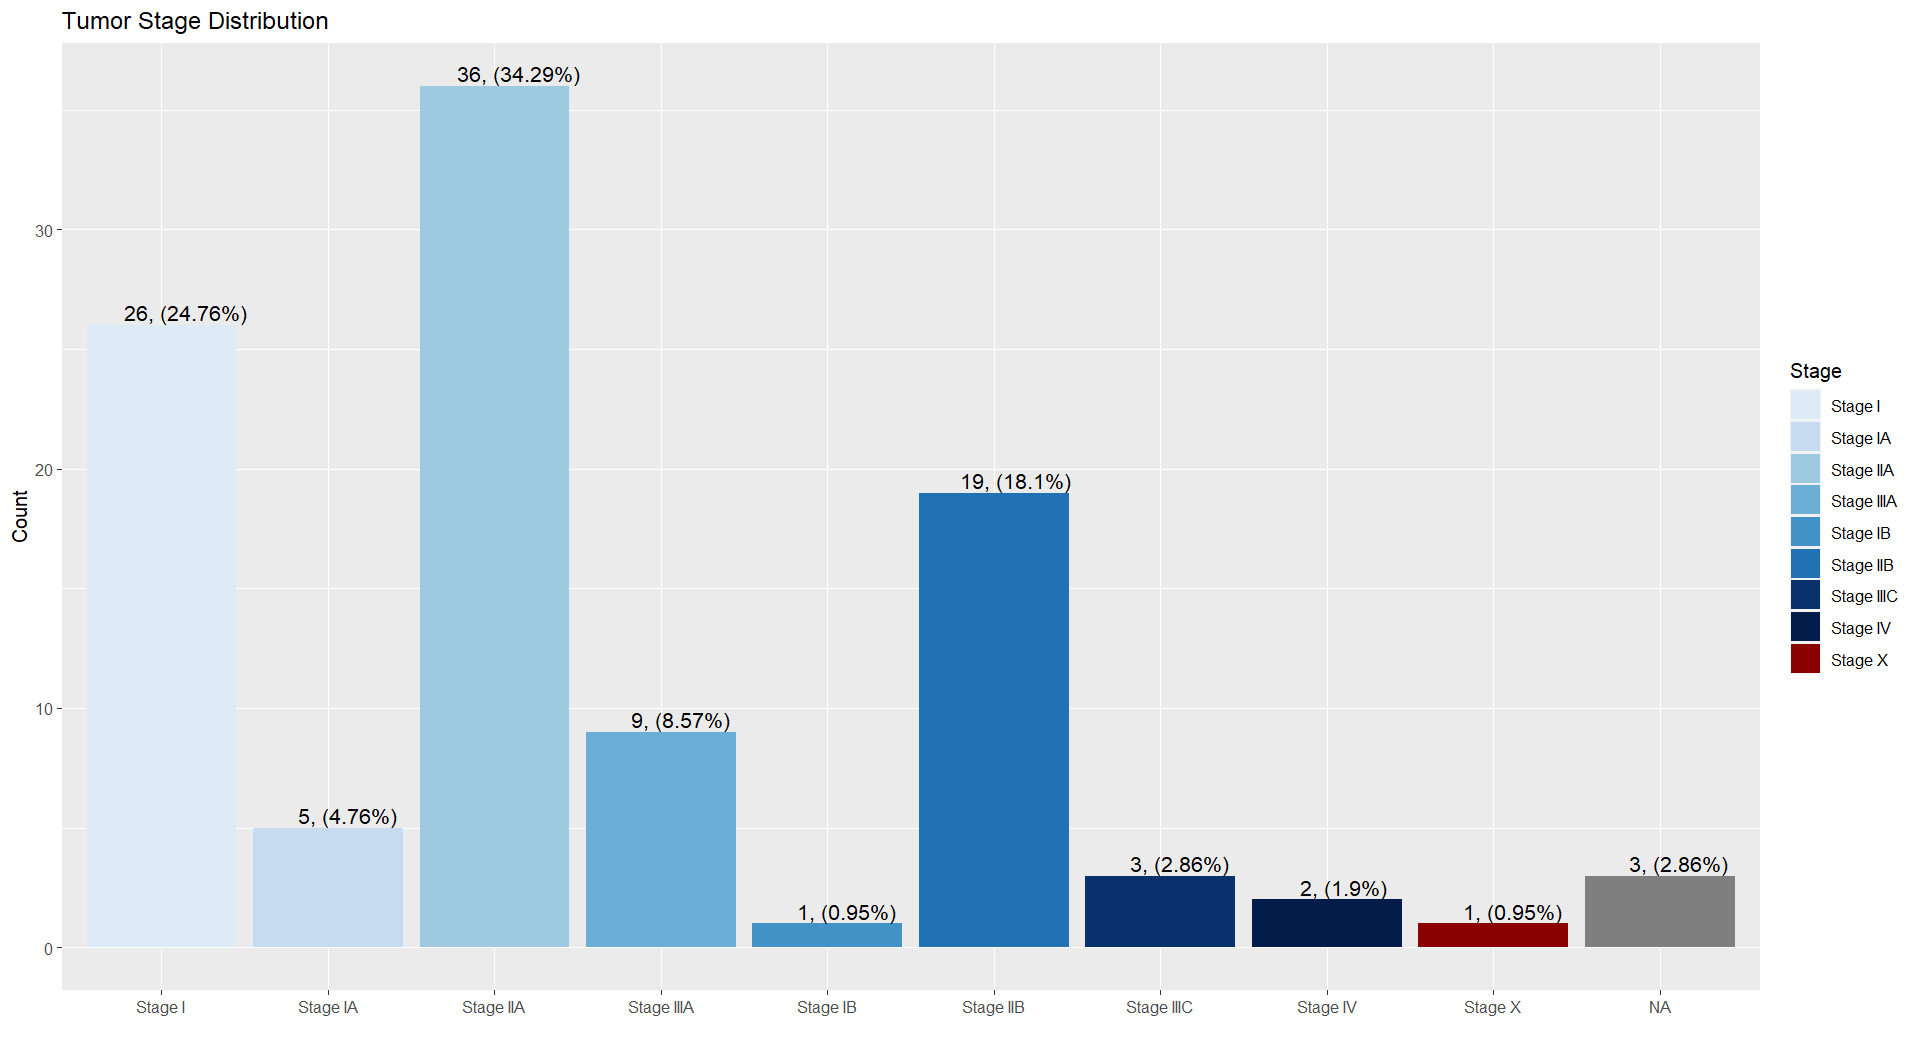 Tumor Stage Distribution
36, (34.29%)
26, (24.76%)
19, (18.1%)
9, (8.57%)
5, (4.76%)
3, (2.86%)
3, (2.86%)
2, (1.9%)
1, (0.95%)
1, (0.95%)
30
20
10
0
Count
Stage I
Stage IA
Stage IIA
Stage IIIA
Stage IB
Stage IIB
Stage IIIC
Stage IV
Stage X
NA
Stage
Stage I
Stage IA
Stage IIA
Stage IIIA
Stage IB
Stage IIB
Stage IIIC
Stage IV
Stage X